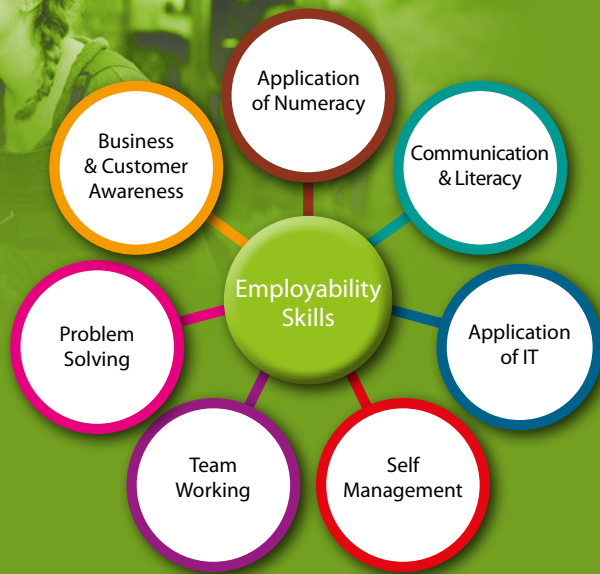 Application
of Numeracy
Communication
& Literacy
Application
of IT
Self
Management
Team
Working
Problem
Solving
Business
& Customer
Awareness
Employability
Skills